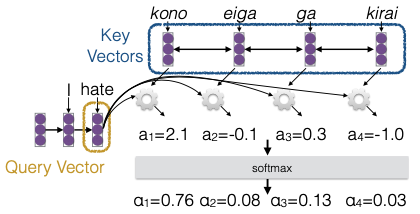 kono eiga ga kirai
Key
Vectors
I hate
a1=2.1 a2=-0.1 a3=0.3 a4=-1.0
Query Vector
softmax
α1=0.76 α2=0.08 α3=0.13 α4=0.03